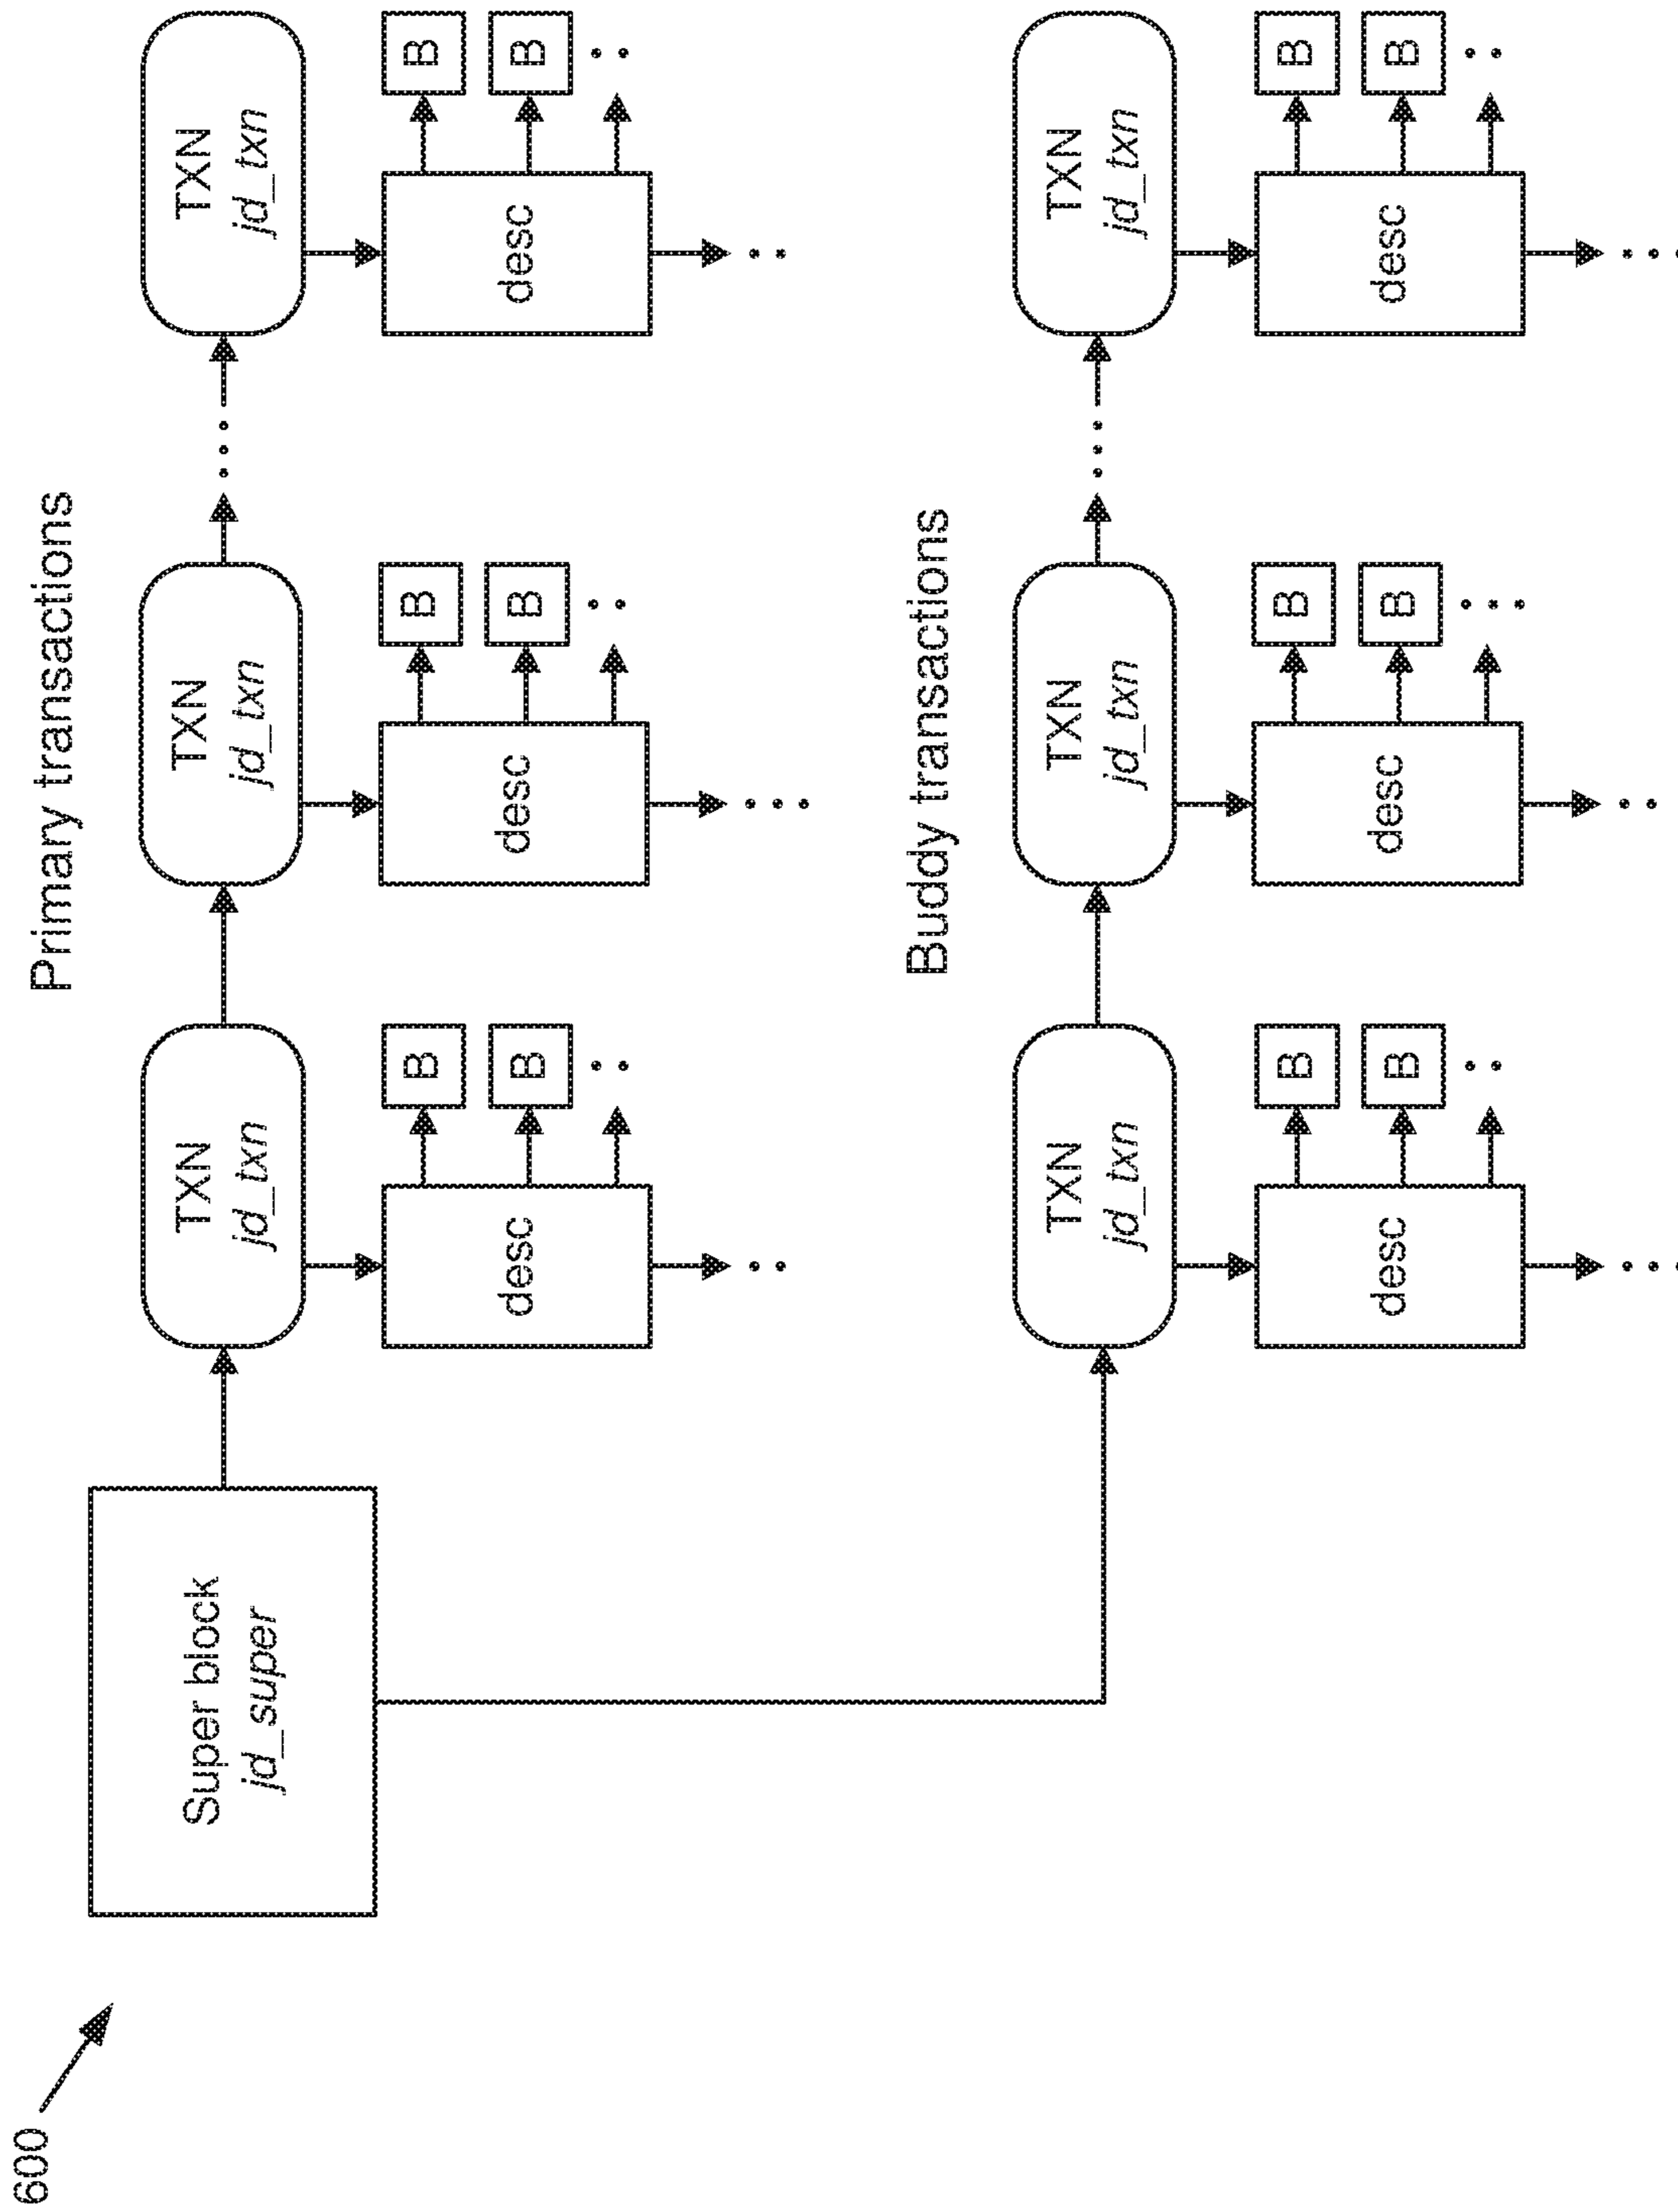 600
Primary transactions
Super block
jd_super
TXN
jd_txn
TXN
jd_txn
TXN
jd_txn
desc
B
B
desc
B
B
desc
B
B
Buddy transactions
TXN
jd_txn
TXN
jd_txn
TXN
jd_txn
desc
B
B
desc
B
B
desc
B
B